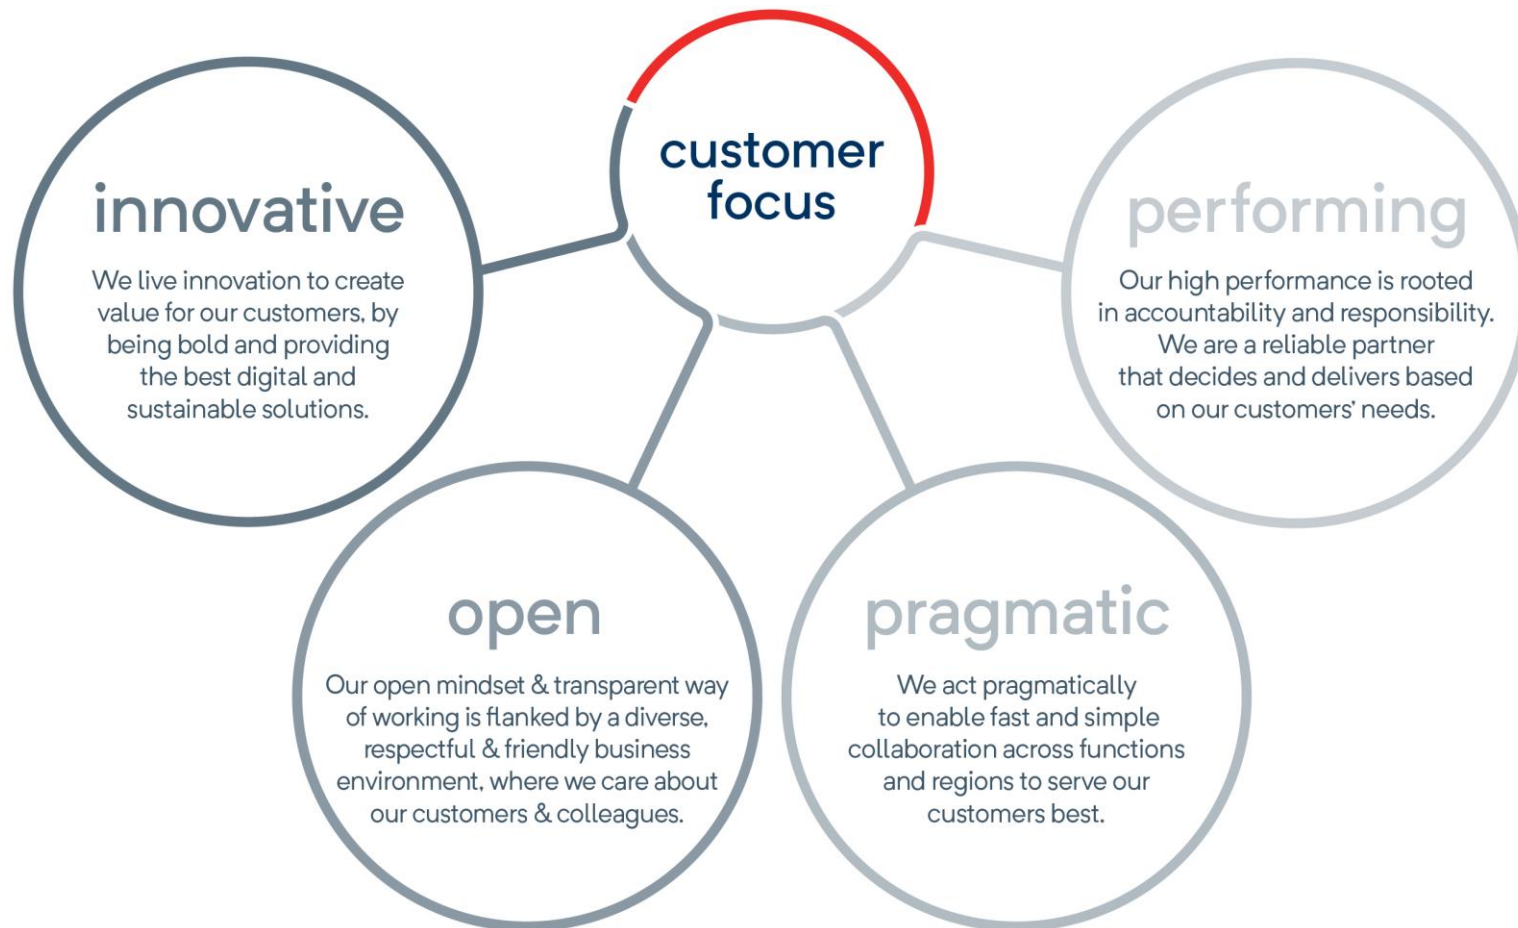 customer
focus
innovative
We live innovation to create
value for our customers, by
being bold and providing
the best digital and
sustainable solutions.
performing
Our high performance is rooted
in accountability and responsibility.
We are a reliable partner
that decides and delivers based
on our customers' needs.
open
Our open mindset & transparent way
of working is flanked by a diverse,
respectful & friendly business
environment, where we care about
our customers & colleagues.
pragmatic
We act pragmatically
to enable fast and simple
collaboration across functions
and regions to serve our
customers best.